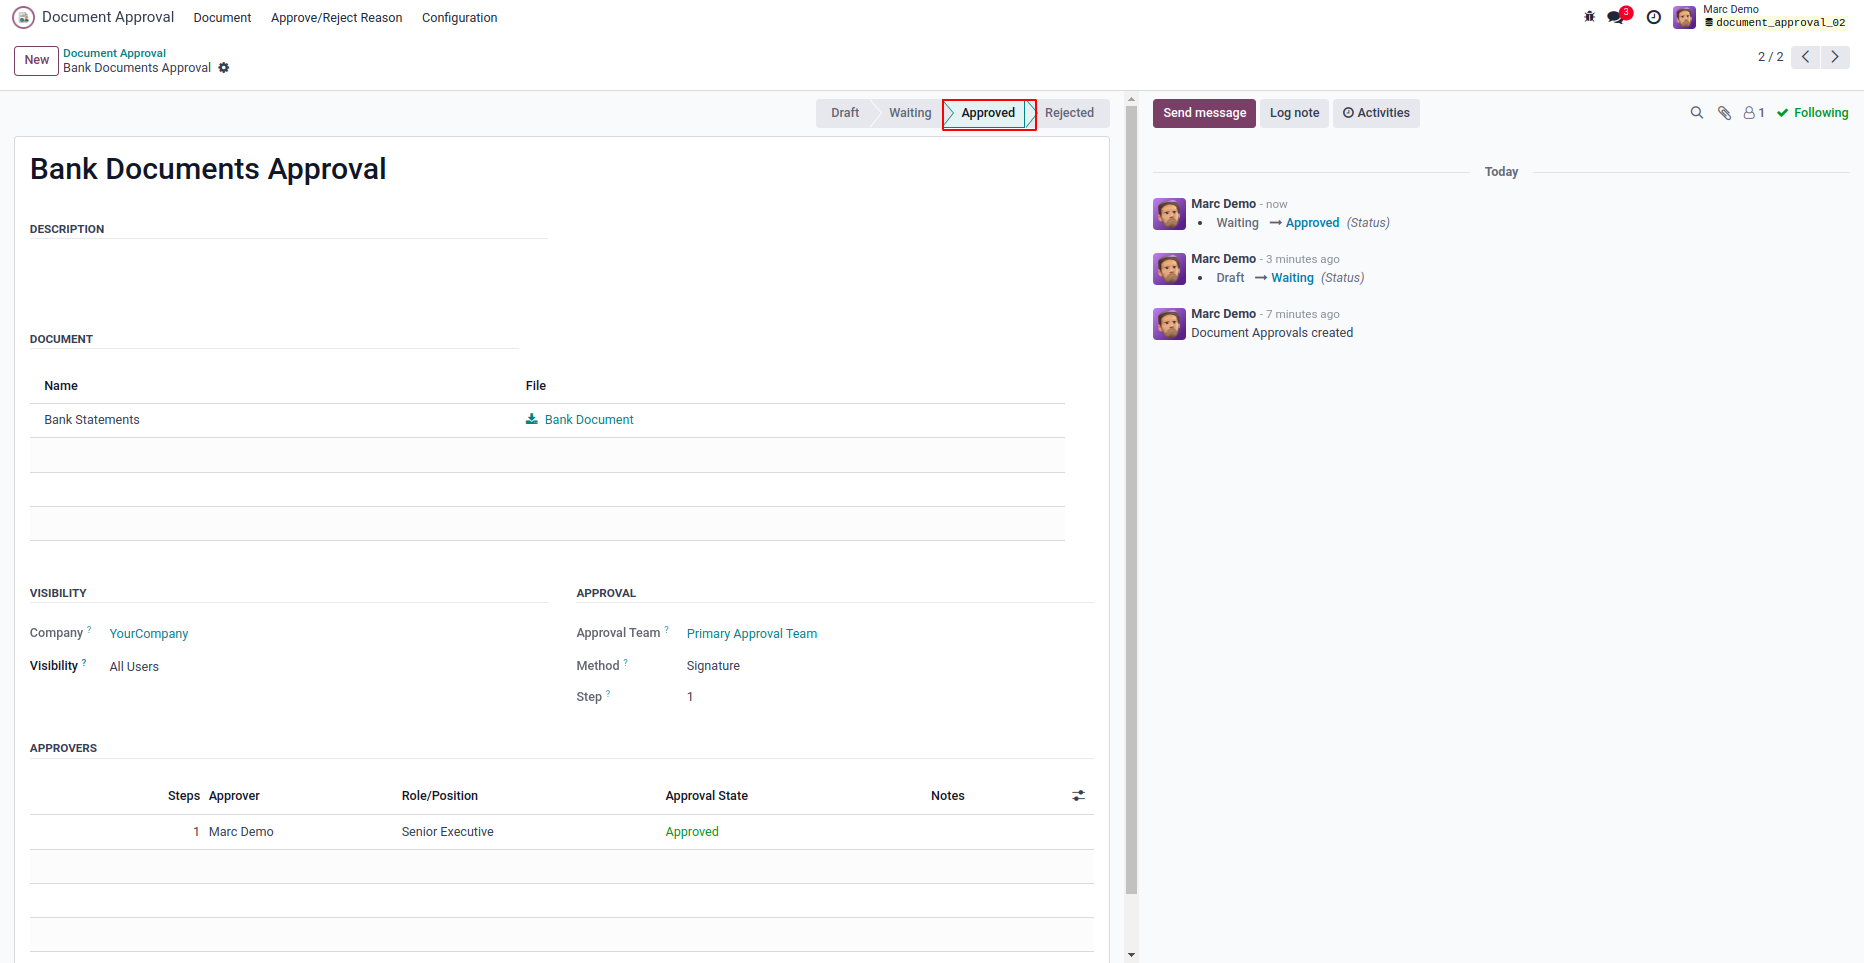 Document Approval Document Approve/Reject Reason Configuration 3 Marc Demo
document_approval_02
New Document Approval
Bank Documents Approval 2 / 2
Draft Waiting Approved Rejected
Send message Log note Activities 1 Following
Bank Documents Approval
Today
DESCRIPTION
Marc Demo - now
• Waiting → Approved (Status)
Marc Demo - 3 minutes ago
• Draft → Waiting (Status)
Marc Demo - 7 minutes ago
Document Approvals created
DOCUMENT
Name File
Bank Statements Bank Document
VISIBILITY
Company ? YourCompany
Visibility ? All Users
APPROVAL
Approval Team ? Primary Approval Team
Method ? Signature
Step ? 1
APPROVERS
Steps Approver Role/Position Approval State Notes
1 Marc Demo Senior Executive Approved